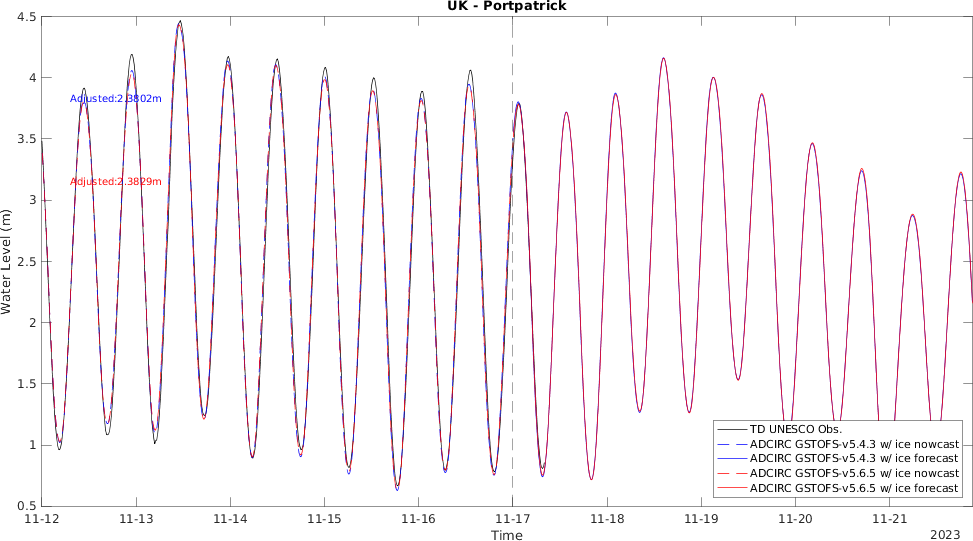 UK - Portpatrick
4.5
4
3.5
3
2.5
2
1.5
1
0.5
Water Level (m)
Adjusted:2.3802m
Adjusted:2.3829m
TD UNESCO Obs.
ADCIRC GSTOFS-v5.4.3 w/ ice nowcast
ADCIRC GSTOFS-v5.4.3 w/ ice forecast
ADCIRC GSTOFS-v5.6.5 w/ ice nowcast
ADCIRC GSTOFS-v5.6.5 w/ ice forecast
11-12 11-13 11-14 11-15 11-16 11-17 11-18 11-19 11-20 11-21
Time
2023